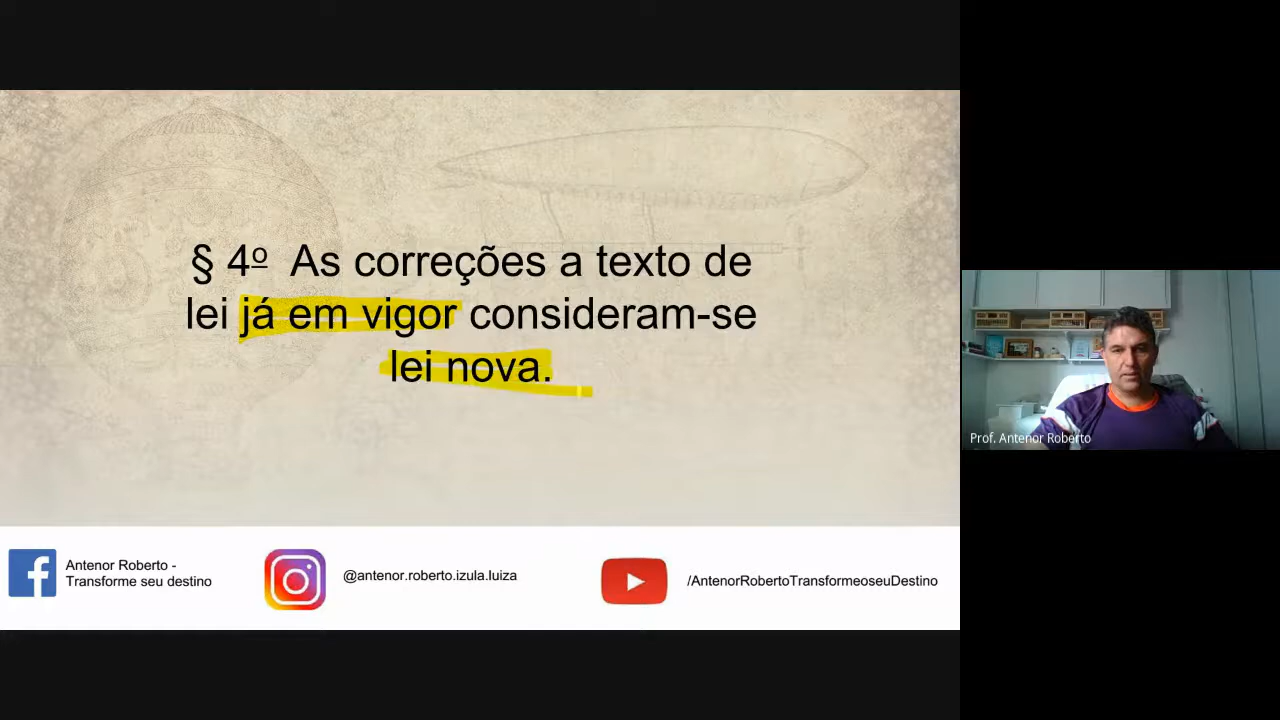 § 4º As correções a texto de
lei já em vigor consideram-se
lei nova.
Prof. Antenor Roberto
Antenor Roberto -
Transforme seu destino
@antenor.roberto.izula.luiza
/AntenorRobertoTransformeoseuDestino